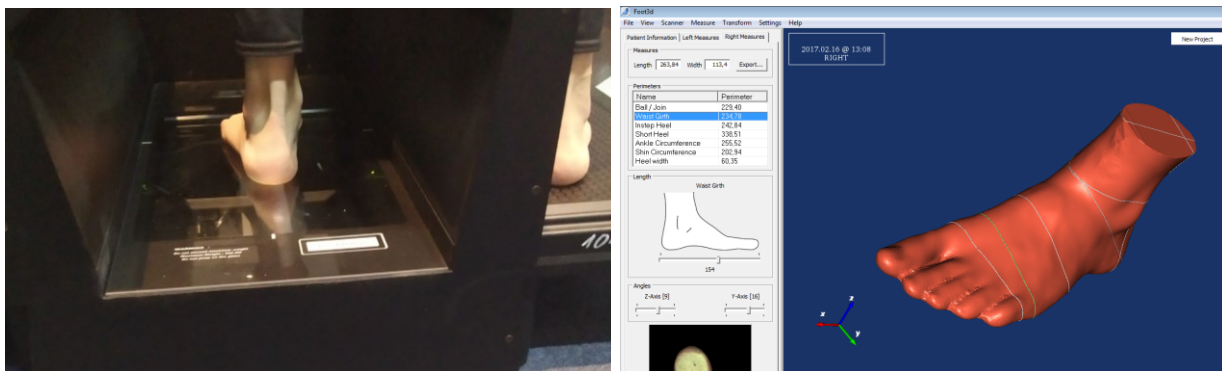 WARNING
10
Feet3d
File View Scanner Measure Transform Settings Help
Patient Information Left Measures Right Measures
Measures
Length 263,84 Width 113,4 Export...
Perimeters
Name Perimeter
Ball / Join 229,40
Waist Girth 234,78
Instep Heel 242,84
Short Heel 338,51
Ankle Circumference 255,52
Shin Circumference 202,94
Heel width 60,35
Length
Waist Girth
154
Angles
Z-Axis [9] Y-Axis [16]
2017.02.16 @ 13:08
RIGHT
New Project
z
x
y